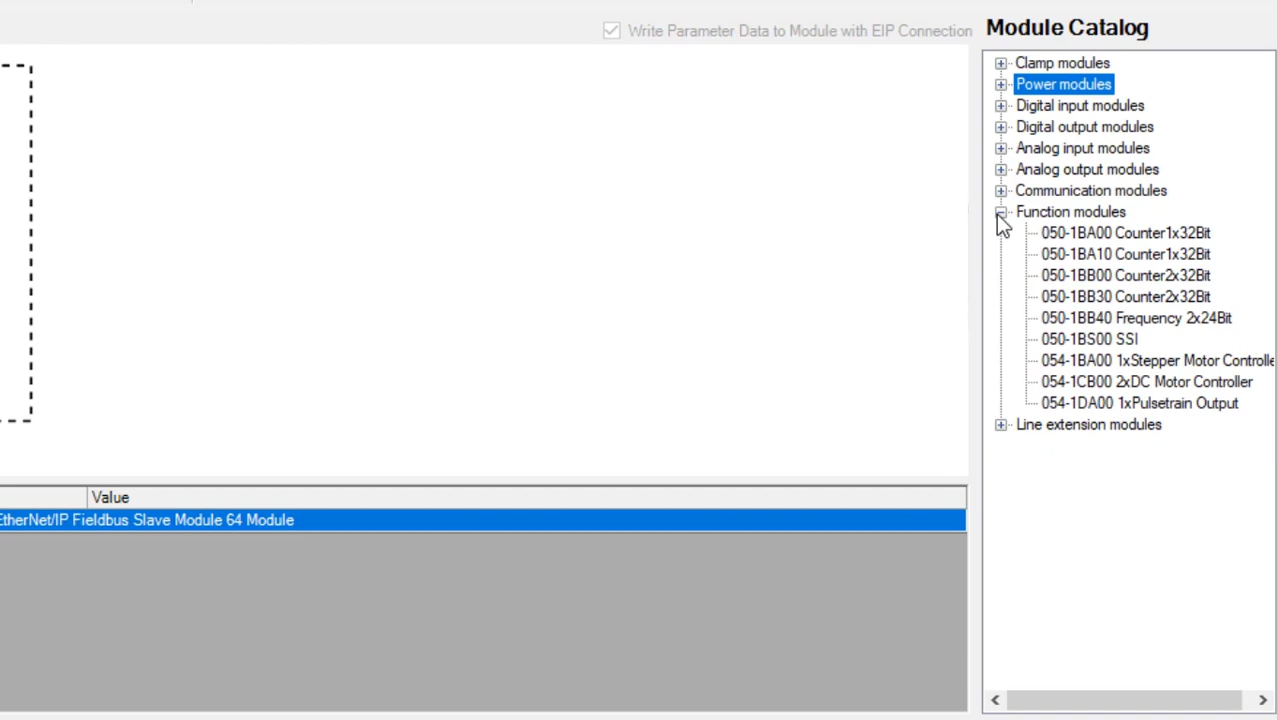 Write Parameter Data to Module with EIP Connection
Module Catalog
Clamp modules
Power modules
Digital input modules
Digital output modules
Analog input modules
Analog output modules
Communication modules
Function modules
050-1BA00 Counter1x32Bit
050-1BA10 Counter1x32Bit
050-1BB00 Counter2x32Bit
050-1BB30 Counter2x32Bit
050-1BB40 Frequency 2x24Bit
050-1BS00 SSI
054-1BA00 1xStepper Motor Controlle
054-1CB00 2xDC Motor Controller
054-1DA00 1xPulsetrain Output
Line extension modules
Value
EtherNet/IP Fieldbus Slave Module 64 Module